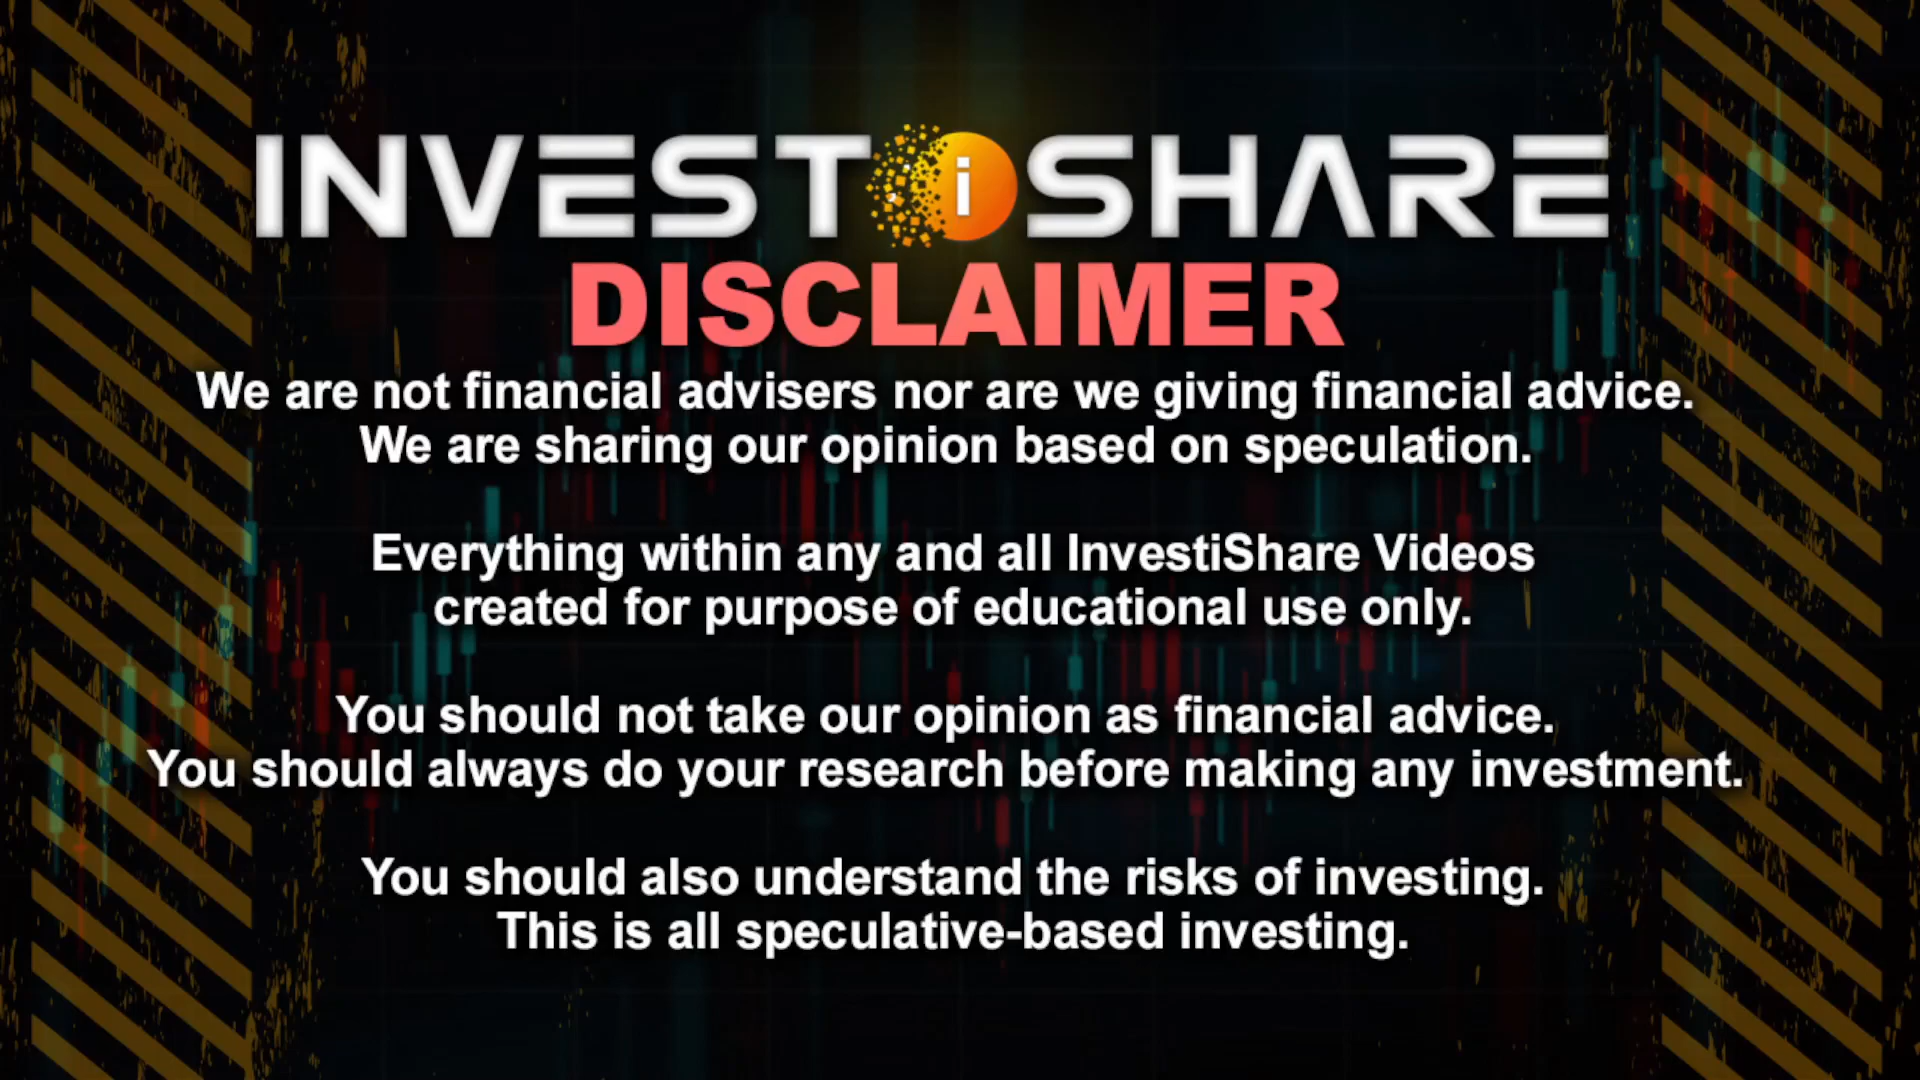 INVESTiSHARE
DISCLAIMER
We are not financial advisers nor are we giving financial advice.
We are sharing our opinion based on speculation.
Everything within any and all InvestiShare Videos
created for purpose of educational use only.
You should not take our opinion as financial advice.
You should always do your research before making any investment.
You should also understand the risks of investing.
This is all speculative-based investing.